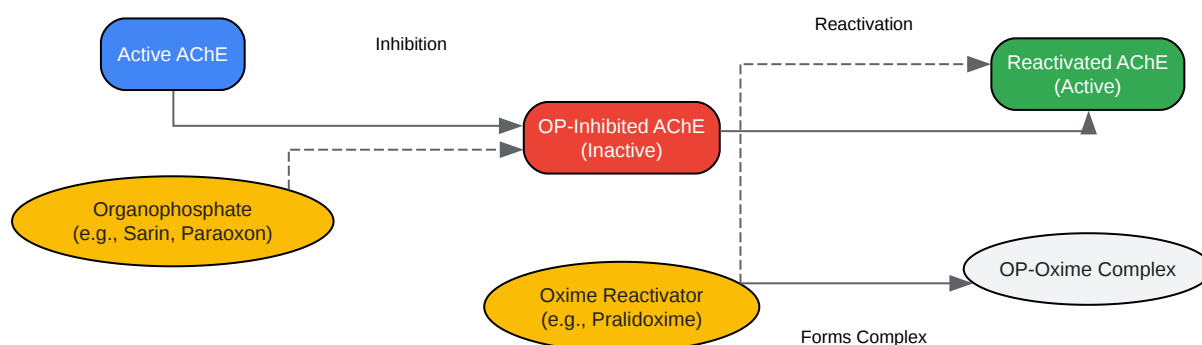 Active AChE
Inhibition
Reactivation
Reactivated AChE
(Active)
OP-Inhibited AChE
(Inactive)
Organophosphate
(e.g., Sarin, Paraoxon)
OP-Oxime Complex
Oxime Reactivator
(e.g., Pralidoxime)
Forms Complex